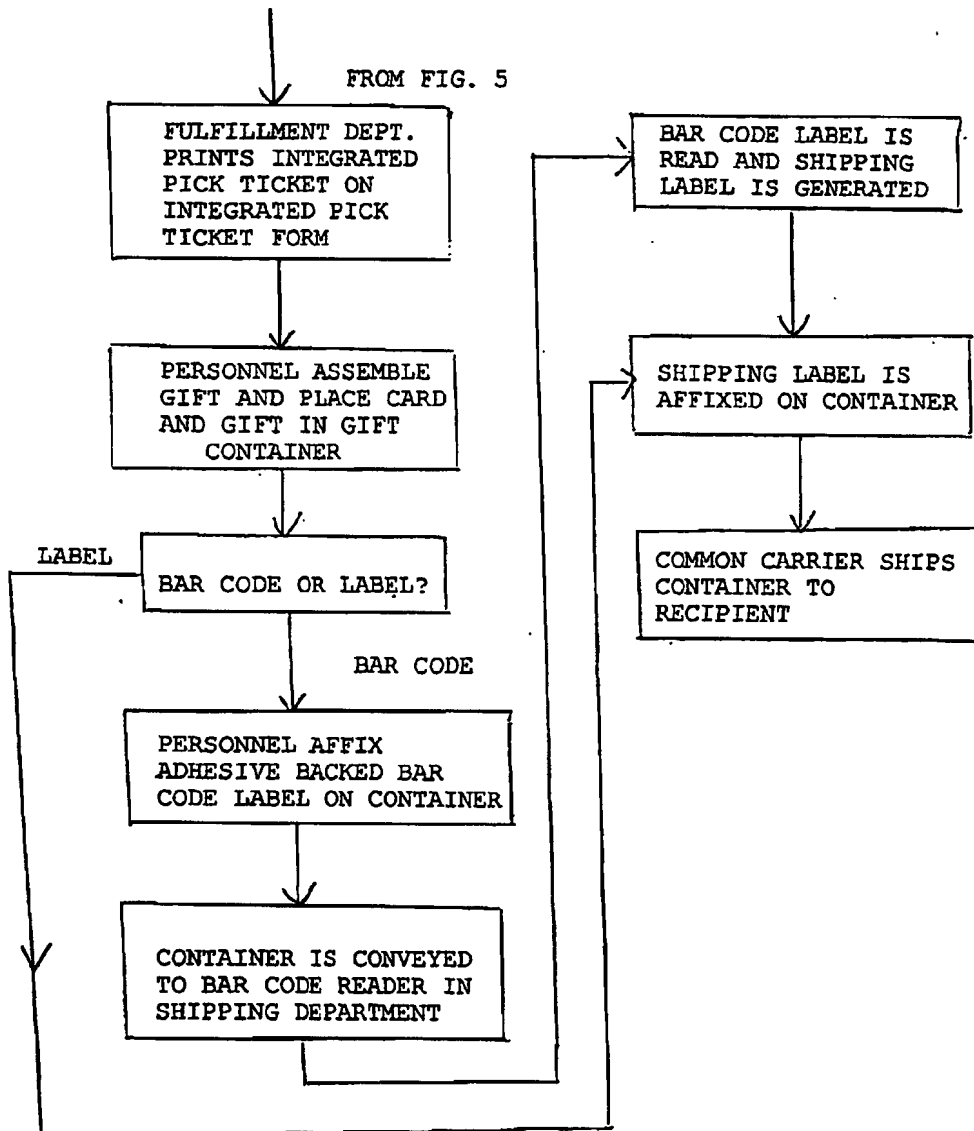 FROM FIG. 5
FULFILLMENT DEPT.
PRINTS INTEGRATED
PICK TICKET ON
INTEGRATED PICK
TICKET FORM
PERSONNEL ASSEMBLE
GIFT AND PLACE CARD
AND GIFT IN GIFT
CONTAINER
LABEL
BAR CODE OR LABEL?
BAR CODE
PERSONNEL AFFIX
ADHESIVE BACKED BAR
CODE LABEL ON CONTAINER
CONTAINER IS CONVEYED
TO BAR CODE READER IN
SHIPPING DEPARTMENT
BAR CODE LABEL IS
READ AND SHIPPING
LABEL IS GENERATED
SHIPPING LABEL IS
AFFIXED ON CONTAINER
COMMON CARRIER SHIPS
CONTAINER TO
RECIPIENT